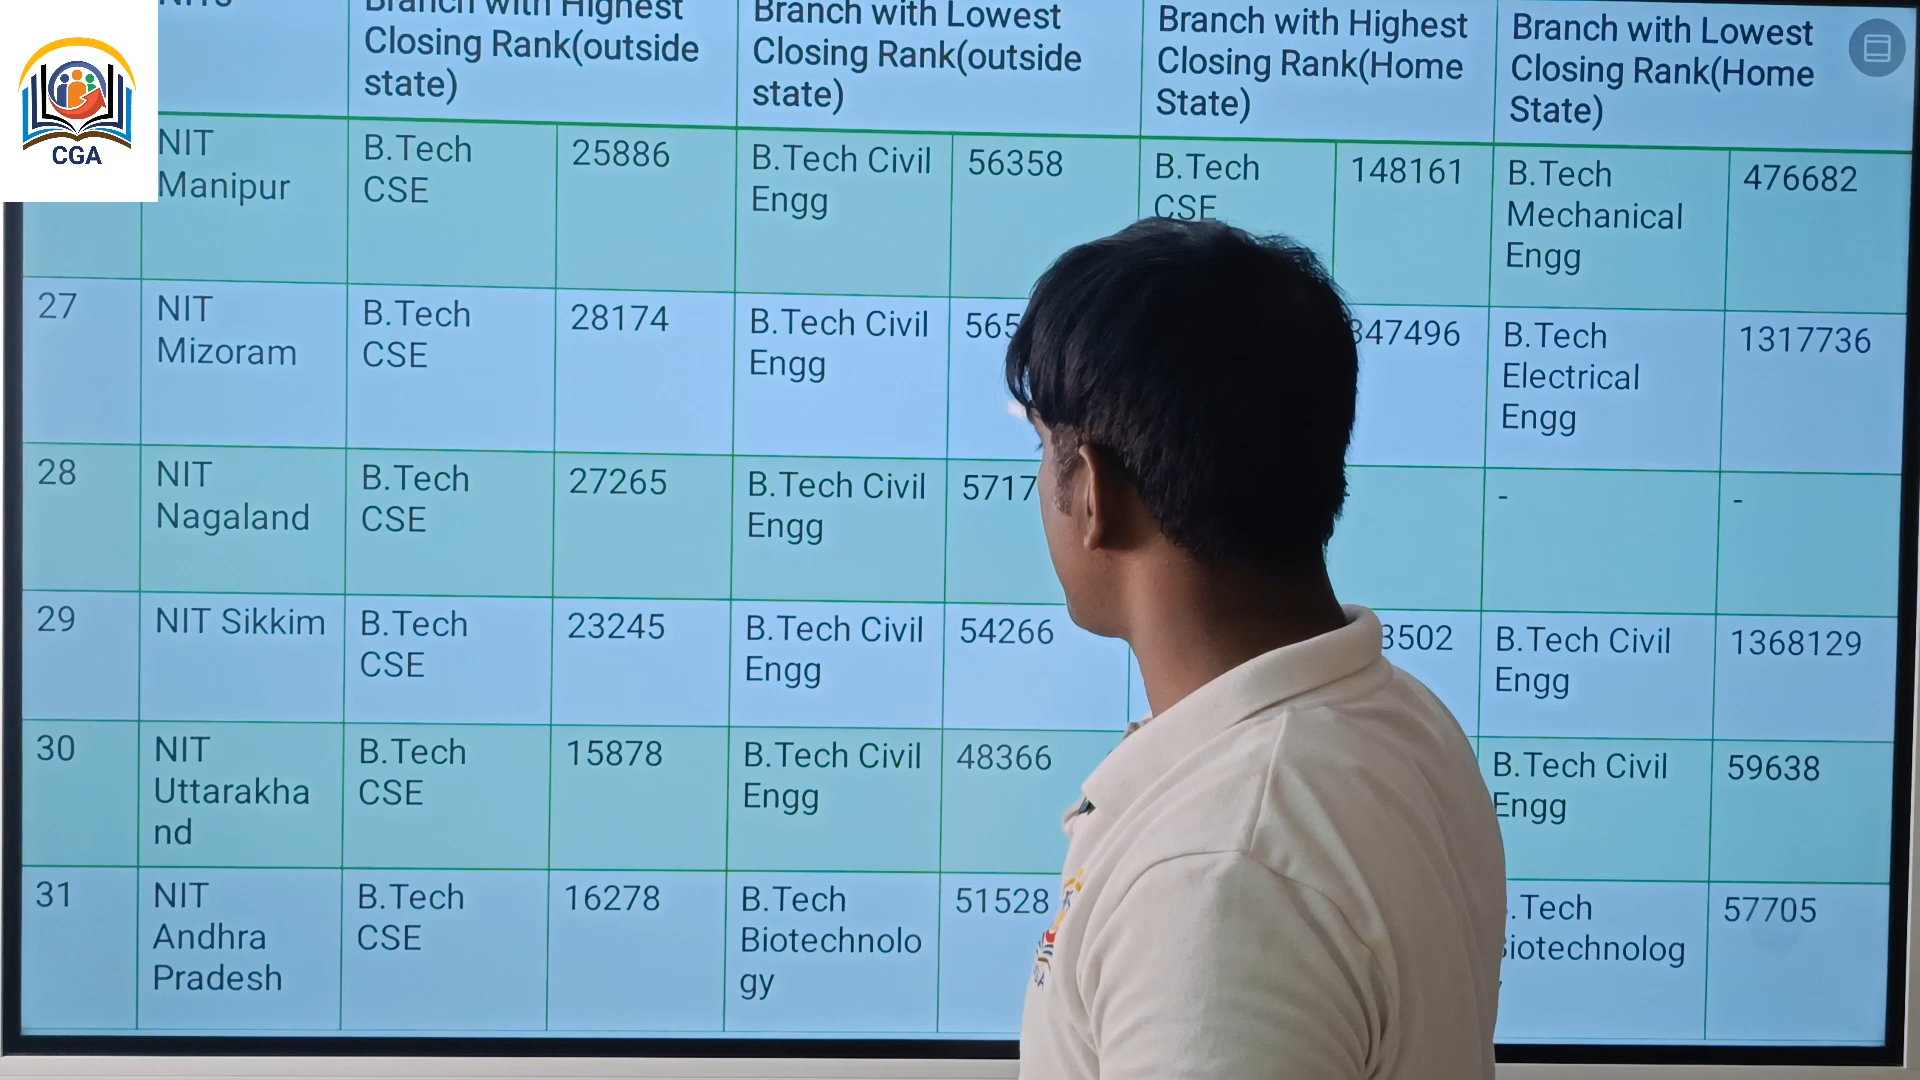 CGA
Branch with Highest
Closing Rank(outside
state)
Branch with Lowest
Closing Rank(outside
state)
Branch with Highest
Closing Rank(Home
State)
Branch with Lowest
Closing Rank(Home
State)
NIT
Manipur
B.Tech
CSE
25886
B.Tech Civil
Engg
56358
B.Tech
CSE
148161
B.Tech
Mechanical
Engg
476682
27
NIT
Mizoram
B.Tech
CSE
28174
B.Tech Civil
Engg
B.Tech
Electrical
Engg
1317736
28
NIT
Nagaland
B.Tech
CSE
27265
B.Tech Civil
Engg
-
-
29
NIT Sikkim
B.Tech
CSE
23245
B.Tech Civil
Engg
54266
B.Tech Civil
Engg
1368129
30
NIT
Uttarakha
nd
B.Tech
CSE
15878
B.Tech Civil
Engg
48366
B.Tech Civil
Engg
59638
31
NIT
Andhra
Pradesh
B.Tech
CSE
16278
B.Tech
Biotechnolo
gy
51528
57705